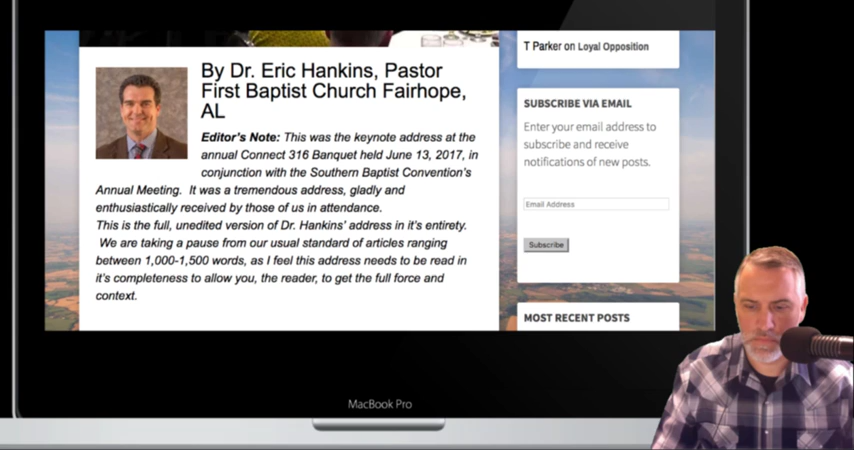 By Dr. Eric Hankins, Pastor
First Baptist Church Fairhope,
AL
Editor's Note: This was the keynote address at the
annual Connect 316 Banquet held June 13, 2017, in
conjunction with the Southern Baptist Convention's
Annual Meeting. It was a tremendous address, gladly and
enthusiastically received by those of us in attendance.
This is the full, unedited version of Dr. Hankins' address in it's entirety.
We are taking a pause from our usual standard of articles ranging
between 1,000-1,500 words, as I feel this address needs to be read in
it's completeness to allow you, the reader, to get the full force and
context.
T Parker on Loyal Opposition
SUBSCRIBE VIA EMAIL
Enter your email address to
subscribe and receive
notifications of new posts.
Email Address
Subscribe
MOST RECENT POSTS
MacBook Pro